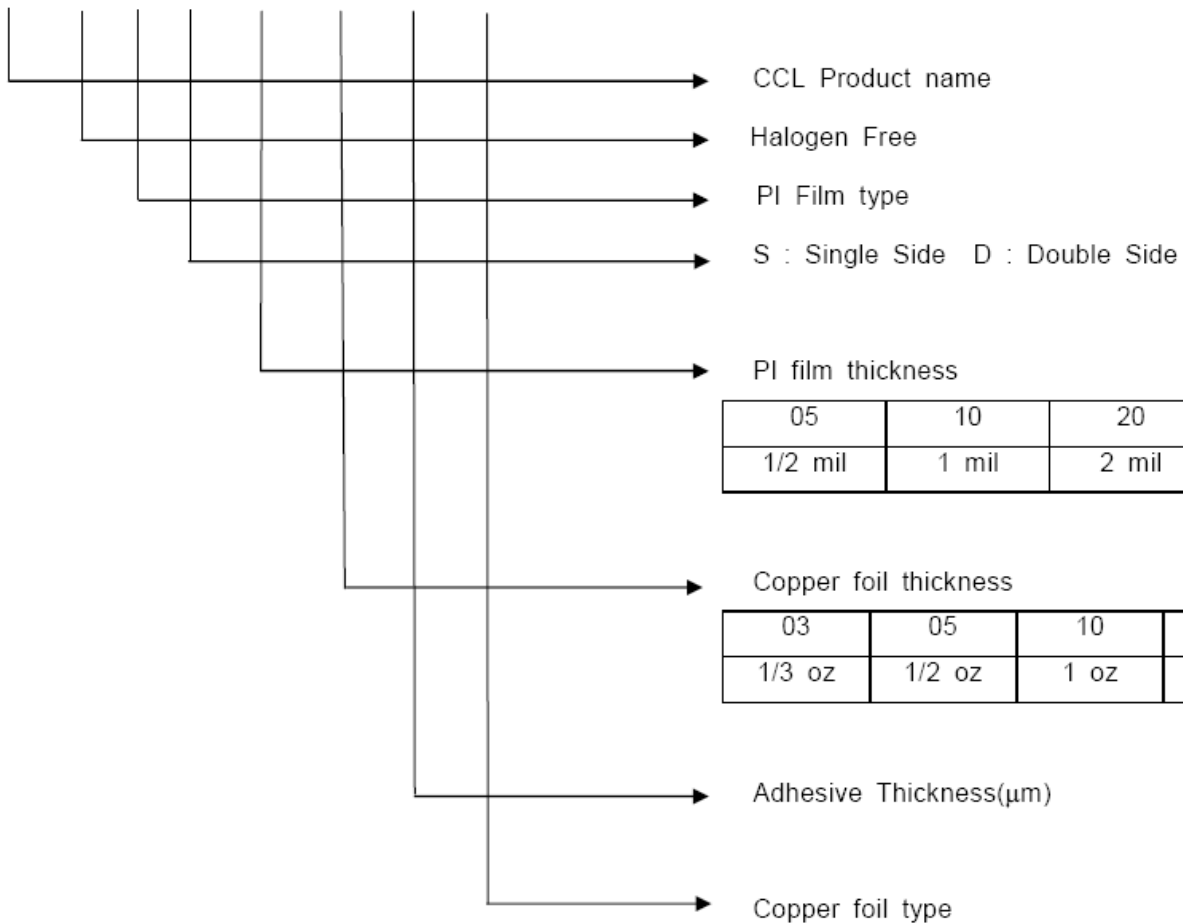 CCL Product name
Halogen Free
PI Film type
S : Single Side D : Double Side
PI film thickness
05 10 20
1/2 mil 1 mil 2 mil
Copper foil thickness
03 05 10
1/3 oz 1/2 oz 1 oz
Adhesive Thickness(μm)
Copper foil type